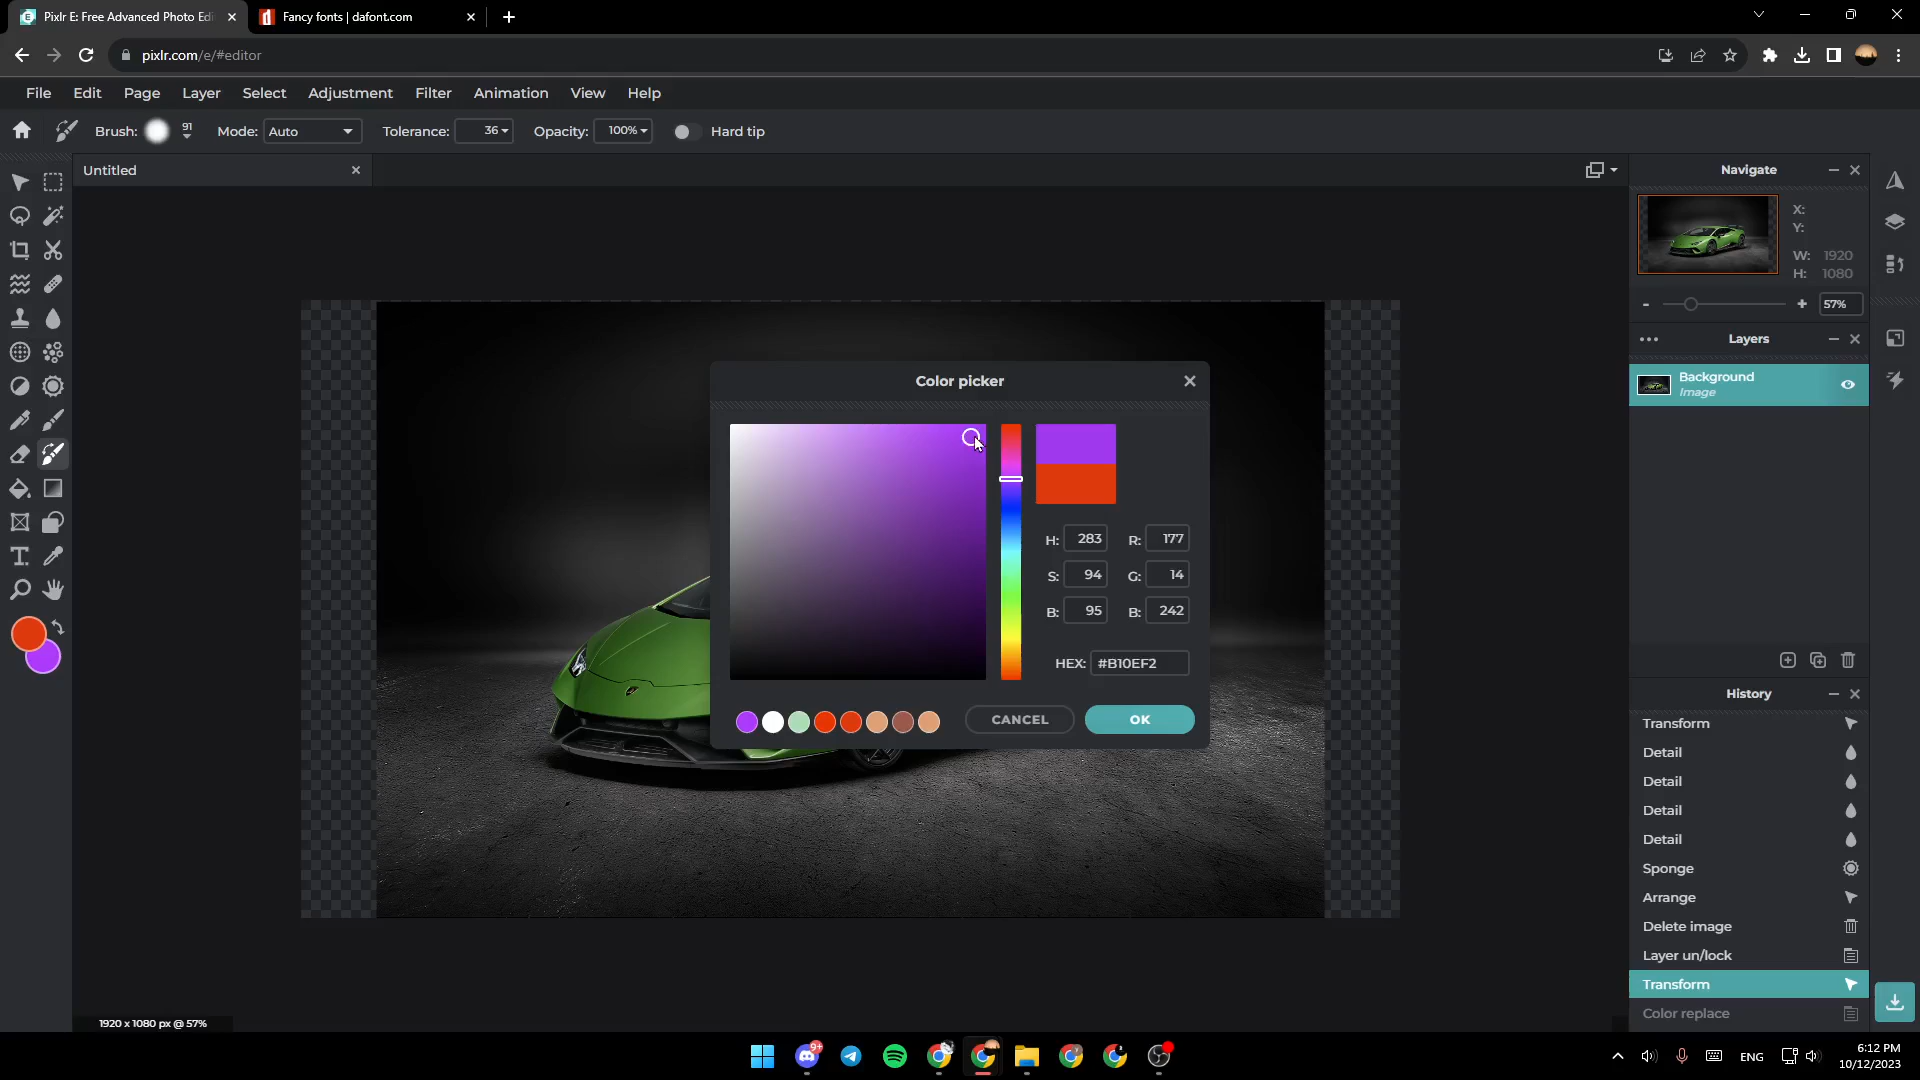 Pixlr E: Free Advanced Photo Edi
Fancy fonts | dafont.com
pixlr.com/e/#editor
File Edit Page Layer Select Adjustment Filter Animation View Help
Brush: 91 Mode: Auto Tolerance: 36 Opacity: 100% Hard tip
Untitled
Navigate
X:
Y:
W: 1920
H: 1080
- + 57%
Layers
Background
Image
Color picker
H: 283 R: 177
S: 94 G: 14
B: 95 B: 242
HEX: #B10EF2
CANCEL OK
History
Transform
Detail
Detail
Detail
Detail
Sponge
Arrange
Delete image
Layer un/lock
Transform
Color replace
1920 x 1080 px @ 57%
9+
ENG
6:12 PM
10/12/2023